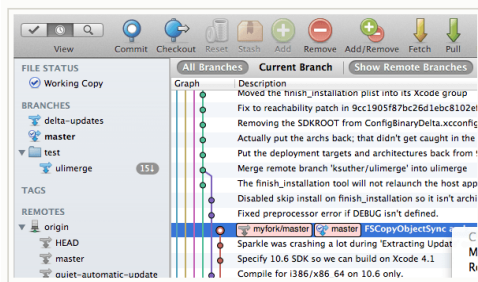 View Commit Checkout Reset Stash Add Remove Add/Remove Fetch Pull
FILE STATUS
Working Copy
BRANCHES
delta-updates
master
test
ulimerge 15↓
TAGS
REMOTES
origin
HEAD
master
quiet-automatic-update
All Branches Current Branch Show Remote Branches
Graph Description
Moved the finish_installation plist into its Xcode group
Fix to reachability patch in 9cc1905f87bc26d1ebc8102ef
Removing the SDKROOT from ConfigBinaryDelta.xcconfig
Actually put the archs back; that didn't get caught in the
Put the deployment targets and architectures back from
Merge remote branch 'ksuther/ulimerge' into ulimerge
The finish_installation tool will not relaunch the host app
Disabled skip install on finish_installation so it isn't archi
Fixed preprocessor error if DEBUG isn't defined.
myfork/master master FSCopyObjectSync
Sparkle was crashing a lot during 'Extracting Updat
Specify 10.6 SDK so we can build on Xcode 4.1
Compile for i386/x86_64 on 10.6 only.